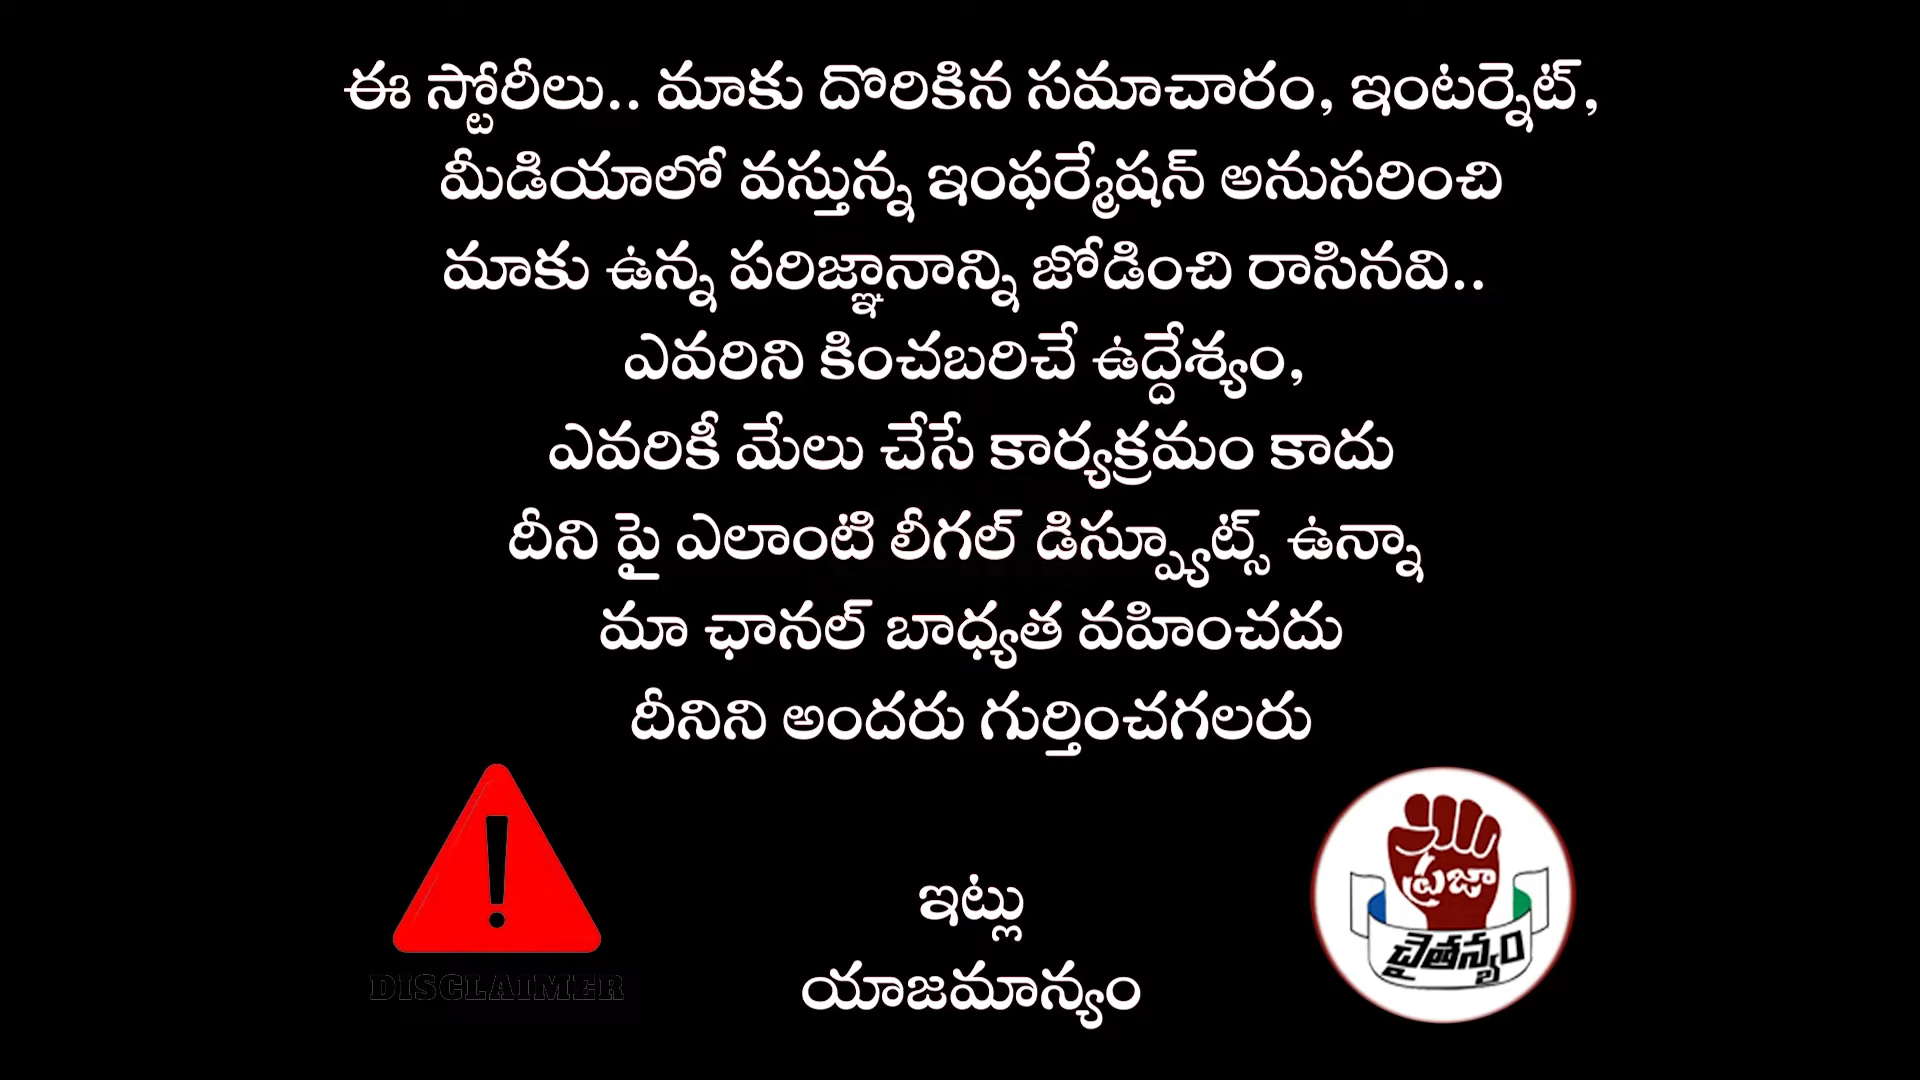 ఈ స్టోరీలు.. మాకు దొరికిన సమాచారం, ఇంటర్నెట్,
మీడియాలో వస్తున్న ఇంఫర్మేషన్ అనుసరించి
మాకు ఉన్న పరిజ్ఞానాన్ని జోడించి రాసినవి..
ఎవరిని కించబరిచే ఉద్దేశ్యం,
ఎవరికీ మేలు చేసే కార్యక్రమం కాదు
దీని పై ఎలాంటి లీగల్ డిస్ప్యూట్స్ ఉన్నా
మా ఛానల్ బాధ్యత వహించదు
దీనిని అందరు గుర్తించగలరు
ఇట్లు
యాజమాన్యం
DISCLAIMER
ప్రజా
చైతన్యం